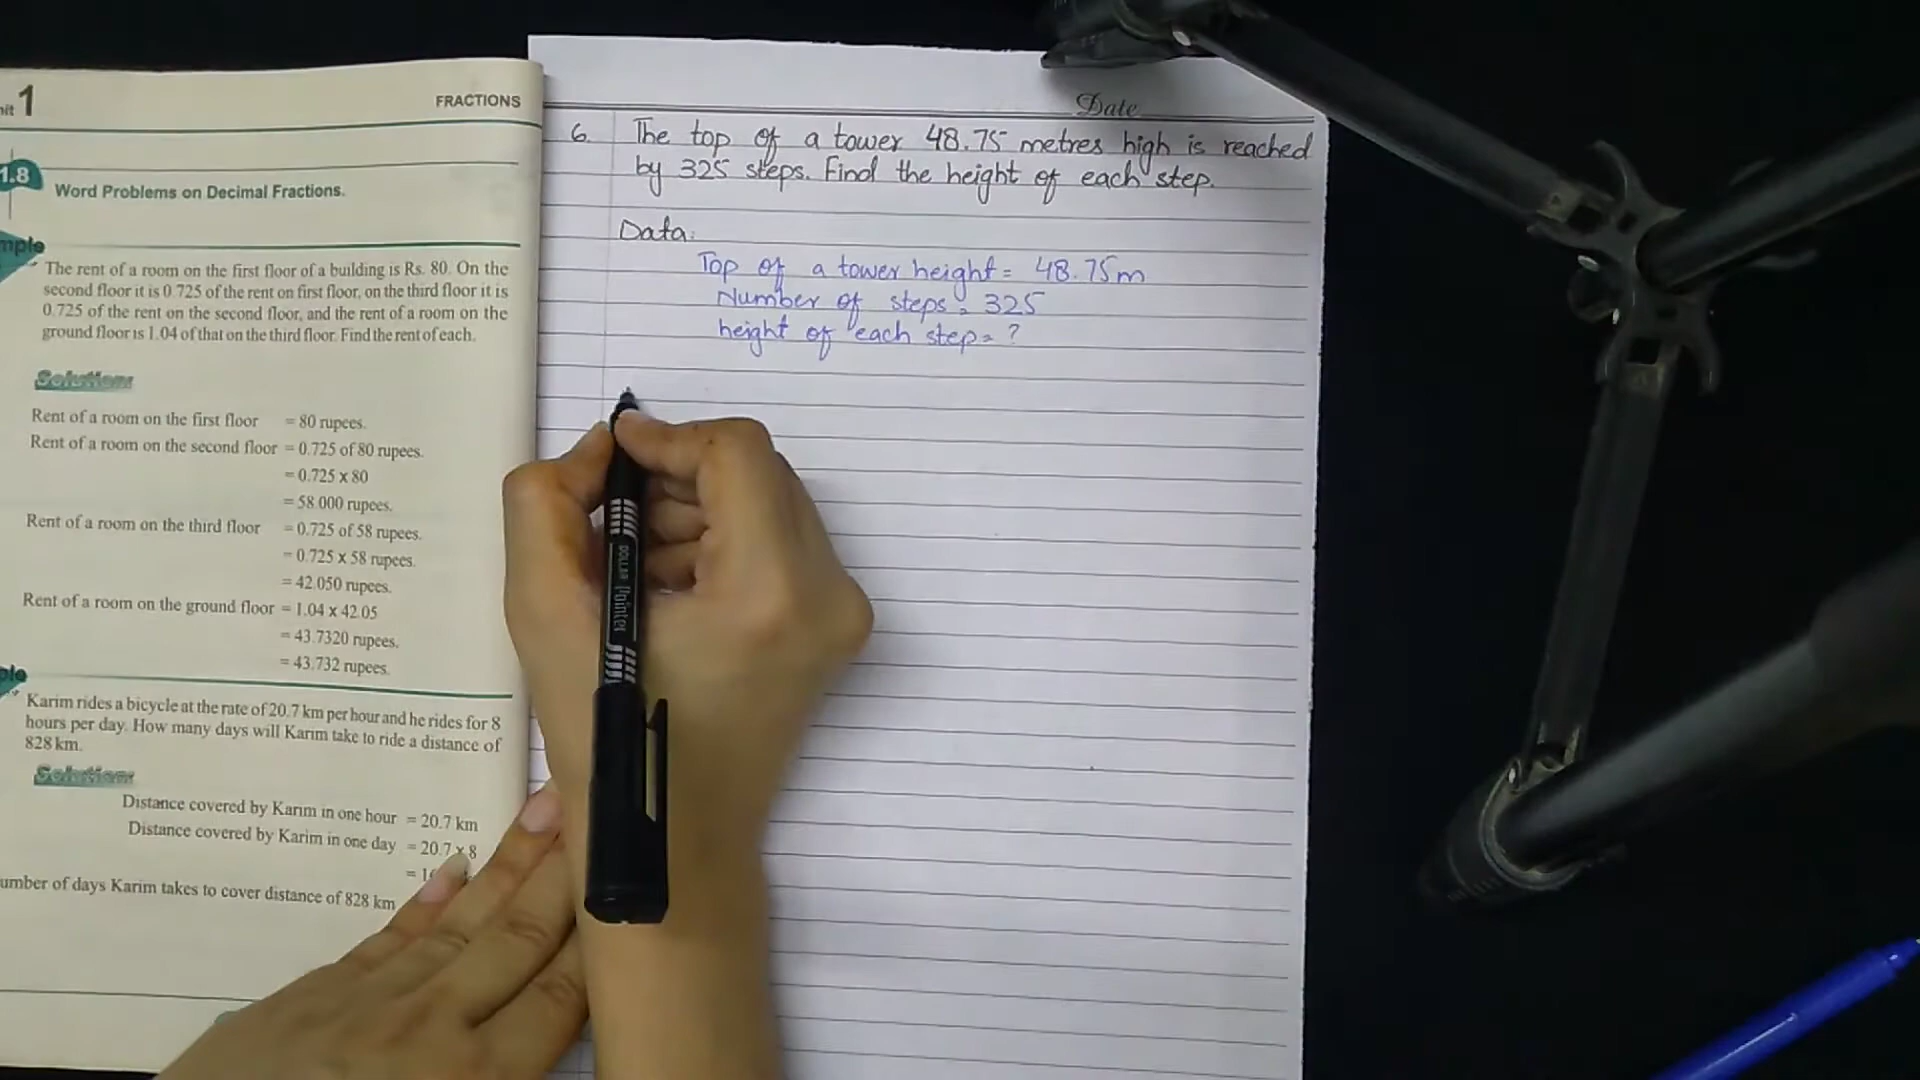 Unit 1
FRACTIONS
1.8
Word Problems on Decimal Fractions.
The rent of a room on the first floor of a building is Rs. 80. On the
second floor it is 0.725 of the rent on first floor, on the third floor it is
0.725 of the rent on the second floor, and the rent of a room on the
ground floor is 1.04 of that on the third floor. Find the rent of each.
Solution:
Rent of a room on the first floor = 80 rupees.
Rent of a room on the second floor = 0.725 of 80 rupees.
= 0.725 x 80
= 58.000 rupees.
Rent of a room on the third floor = 0.725 of 58 rupees.
= 0.725 x 58 rupees.
= 42.050 rupees.
Rent of a room on the ground floor = 1.04 x 42.05
= 43.7320 rupees.
= 43.732 rupees.
Karim rides a bicycle at the rate of 20.7 km per hour and he rides for 8
hours per day. How many days will Karim take to ride a distance of
828 km.
Solution:
Distance covered by Karim in one hour = 20.7 km
Distance covered by Karim in one day = 20.7 x 8
umber of days Karim takes to cover distance of 828 km
Date
6. The top of a tower 48.75 metres high is reached
by 325 steps. Find the height of each step.
Data:
Top of a tower height = 48.75m
Number of steps = 325
height of each step = ?
DOLLAR Pointer